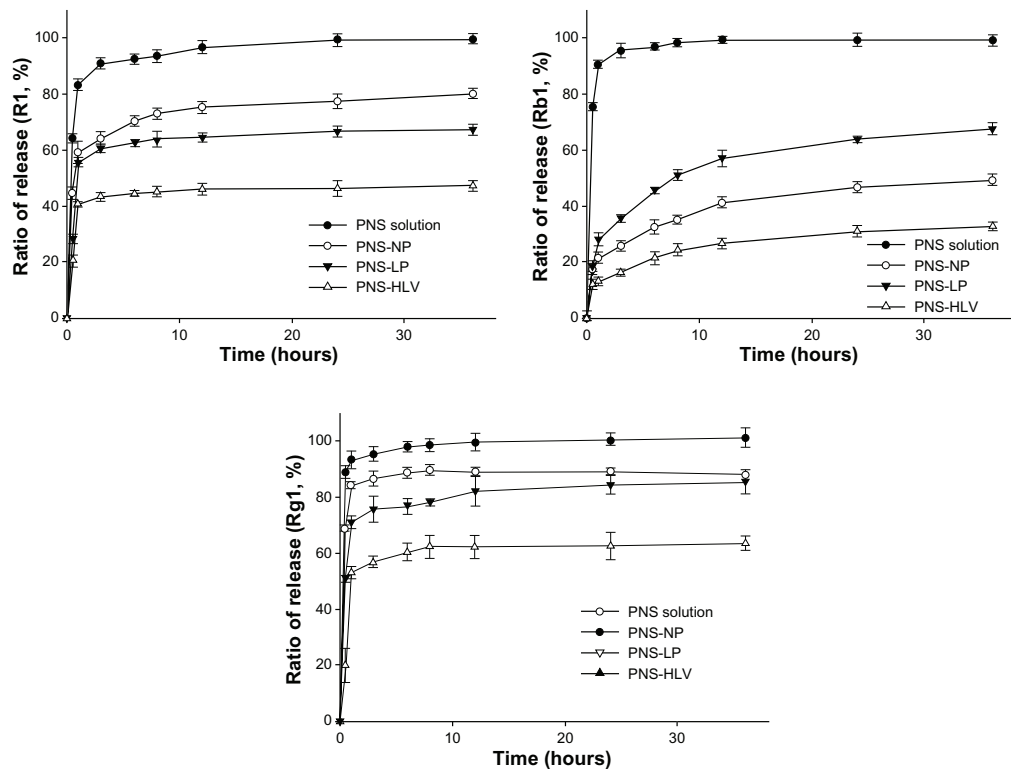 Ratio of release (R1, %)
100
80
60
40
20
0
PNS solution
PNS-NP
PNS-LP
PNS-HLV
0
10
20
30
Time (hours)
Ratio of release (Rb1, %)
100
80
60
40
20
0
PNS solution
PNS-NP
PNS-LP
PNS-HLV
0
10
20
30
Time (hours)
Ratio of release (Rg1, %)
100
80
60
40
20
0
PNS solution
PNS-NP
PNS-LP
PNS-HLV
0
10
20
30
Time (hours)